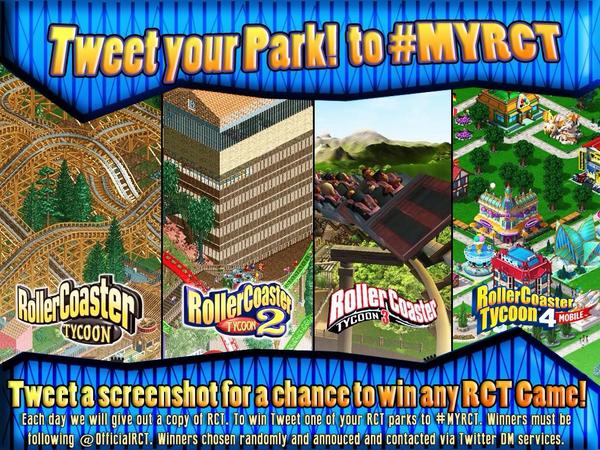 Tweet your Park! to #MYRCT
RollerCoaster
TYCOON
RollerCoaster
TYCOON 2
RollerCoaster
TYCOON 3
RollerCoaster
Tycoon 4 MOBILE
Tweet a screenshot for a chance to win any RCT Game!
Each day we will give out a copy of RCT. To win Tweet one of your RCT parks to #MYRCT. Winners must be
following @OfficialRCT. Winners chosen randomly and annouced and contacted via Twitter DM services.